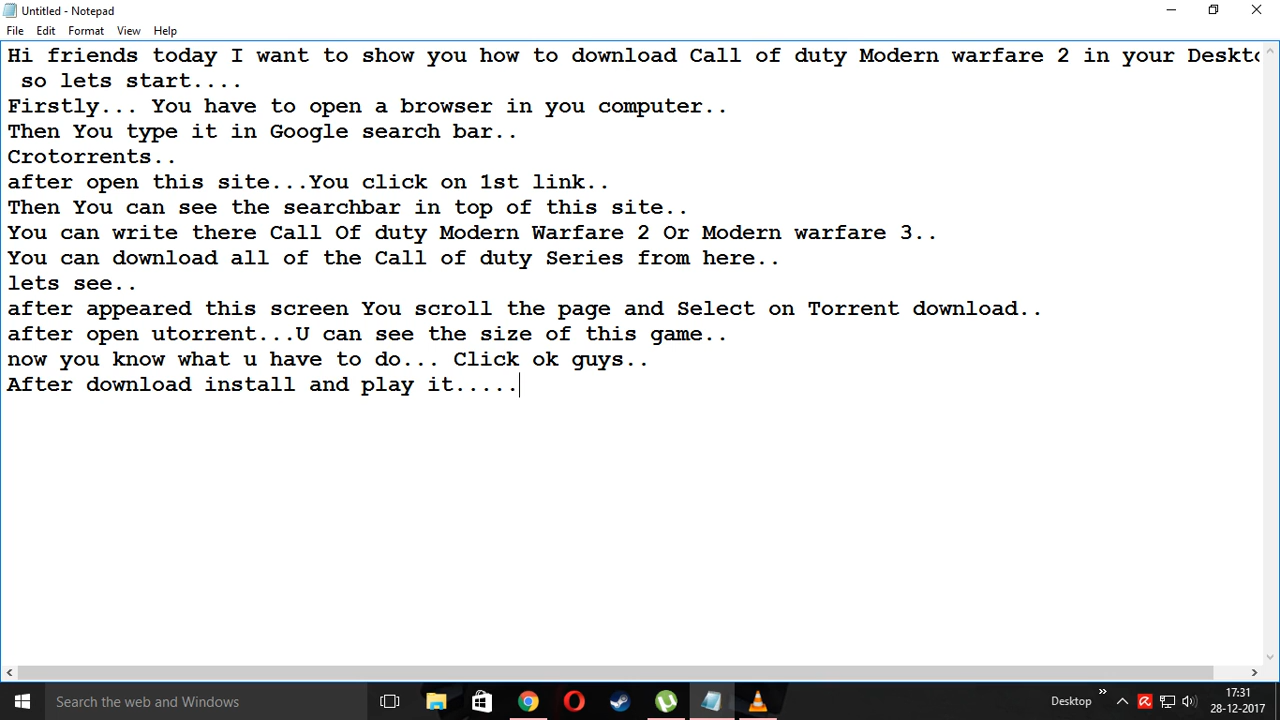 Untitled - Notepad
File Edit Format View Help
Hi friends today I want to show you how to download Call of duty Modern warfare 2 in your
so lets start....
Firstly... You have to open a browser in you computer..
Then You type it in Google search bar..
Crotorrents..
after open this site...You click on 1st link..
Then You can see the searchbar in top of this site..
You can write there Call Of duty Modern Warfare 2 Or Modern warfare 3..
You can download all of the Call of duty Series from here..
lets see..
after appeared this screen You scroll the page and Select on Torrent download..
after open utorrent...U can see the size of this game..
now you know what u have to do... Click ok guys..
After download install and play it.....
Search the web and Windows
Desktop
17:31
28-12-2017